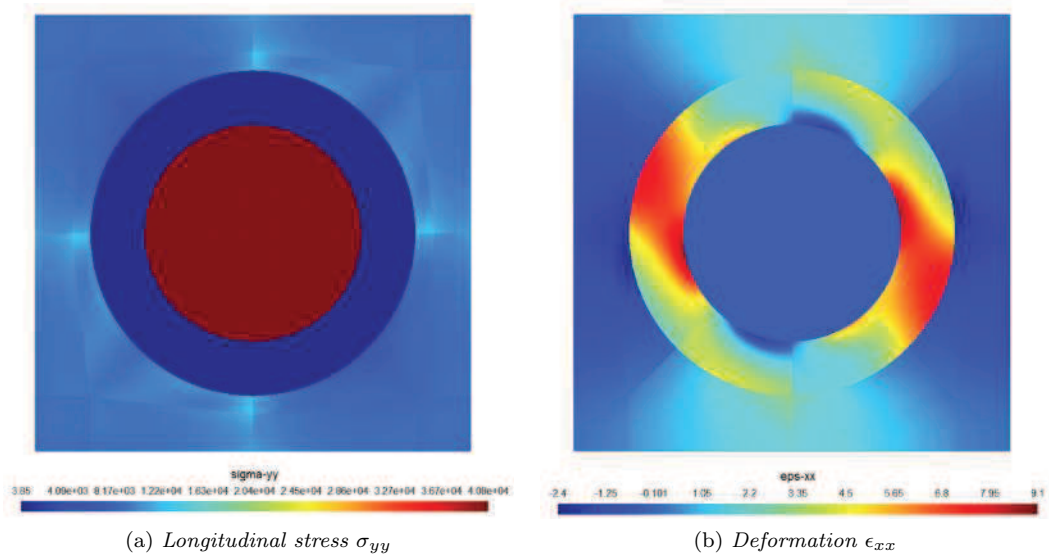 sigma-yy
3.85 4.09e+03 8.17e+03 1.22e+04 1.63e+04 2.04e+04 2.45e+04 2.86e+04 3.27e+04 3.67e+04 4.08e+04
(a) Longitudinal stress σyy
eps-xx
-2.4 -1.25 -0.101 1.05 2.2 3.35 4.5 5.65 6.8 7.95 9.1
(b) Deformation ϵxx